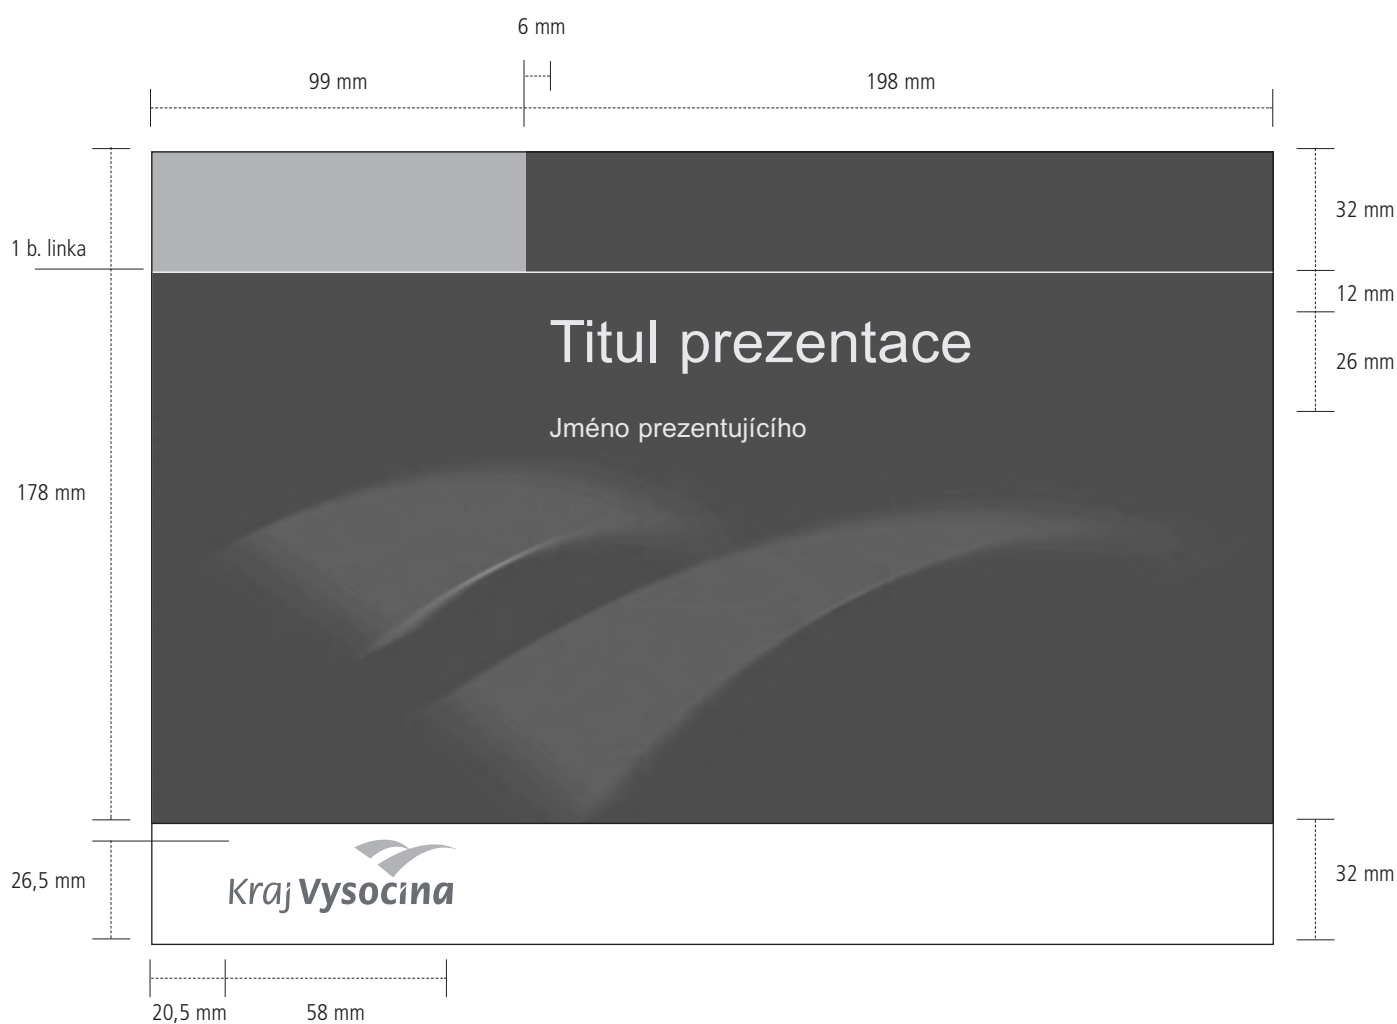 6 mm
99 mm
198 mm
32 mm
1 b. linka
12 mm
Titul prezentace
26 mm
Jméno prezentujícího
178 mm
26,5 mm
Kraj Vysocina
32 mm
20,5 mm
58 mm